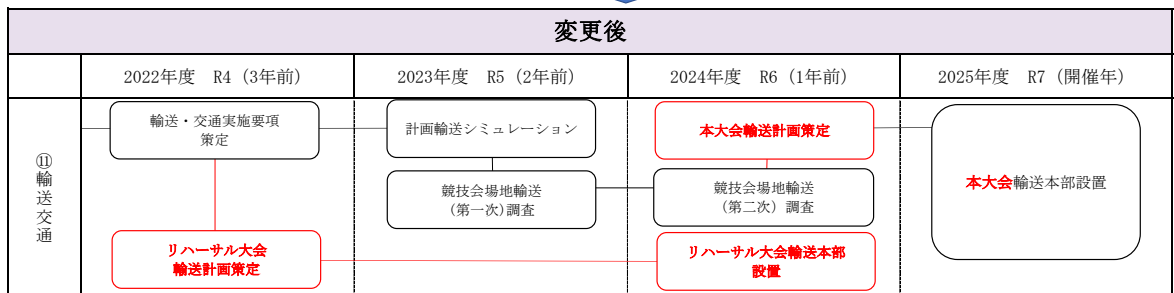 変更後
2022年度 R4（3年前）
2023年度 R5（2年前）
2024年度 R6（1年前）
2025年度 R7（開催年）
⑪輸送交通
輸送・交通実施要項
策定
計画輸送シミュレーション
本大会輸送計画策定
本大会輸送本部設置
競技会場地輸送
(第一次)調査
競技会場地輸送
(第二次）調査
リハーサル大会
輸送計画策定
リハーサル大会輸送本部
設置